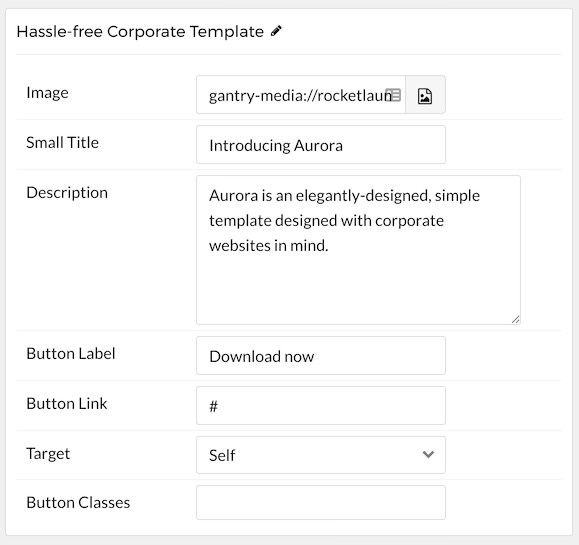 Hassle-free Corporate Template
Image
gantry-media://rocketlaun
Small Title
Introducing Aurora
Description
Aurora is an elegantly-designed, simple
template designed with corporate
websites in mind.
Button Label
Download now
Button Link
#
Target
Self
Button Classes